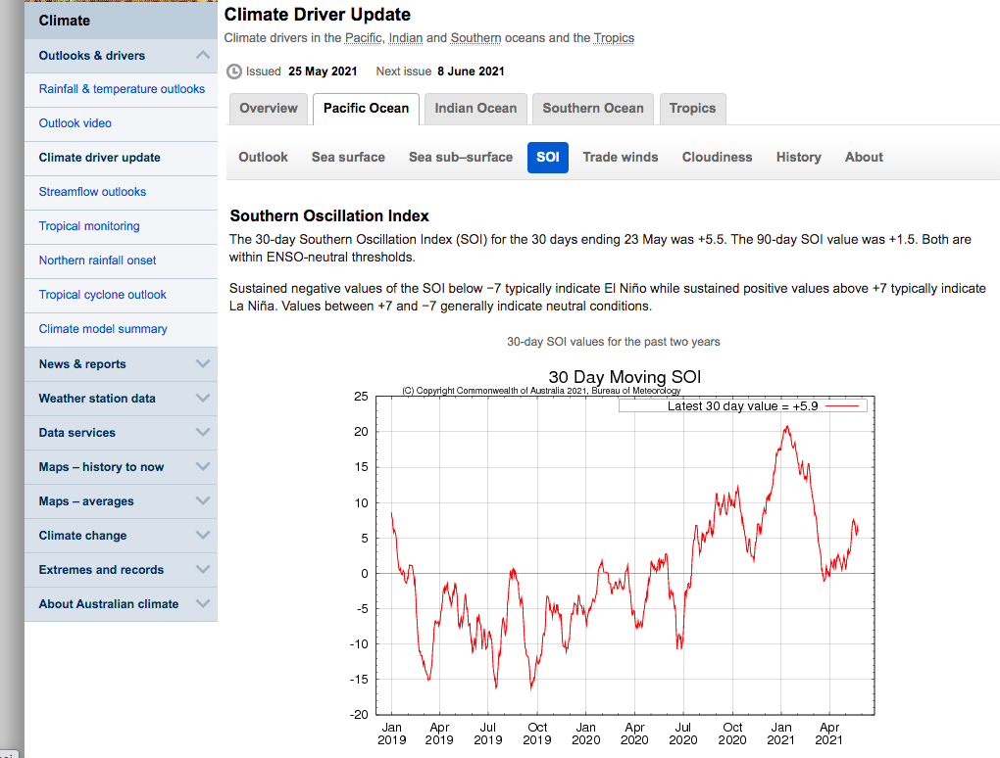 Climate
Outlooks & drivers
Rainfall & temperature outlooks
Outlook video
Climate driver update
Streamflow outlooks
Tropical monitoring
Northern rainfall onset
Tropical cyclone outlook
Climate model summary
News & reports
Weather station data
Data services
Maps – history to now
Maps – averages
Climate change
Extremes and records
About Australian climate
Climate Driver Update
Climate drivers in the Pacific, Indian and Southern oceans and the Tropics
Issued 25 May 2021 Next issue 8 June 2021
Overview Pacific Ocean Indian Ocean Southern Ocean Tropics
Outlook Sea surface Sea sub–surface SOI Trade winds Cloudiness History About
Southern Oscillation Index
The 30-day Southern Oscillation Index (SOI) for the 30 days ending 23 May was +5.5. The 90-day SOI value was +1.5. Both are
within ENSO-neutral thresholds.
Sustained negative values of the SOI below −7 typically indicate El Niño while sustained positive values above +7 typically indicate
La Niña. Values between +7 and −7 generally indicate neutral conditions.
30-day SOI values for the past two years
30 Day Moving SOI
(C) Copyright Commonwealth of Australia 2021, Bureau of Meteorology
Latest 30 day value = +5.9
25
20
15
10
5
0
-5
-10
-15
-20
Jan Apr Jul Oct Jan Apr Jul Oct Jan Apr
2019 2019 2019 2019 2020 2020 2020 2020 2021 2021